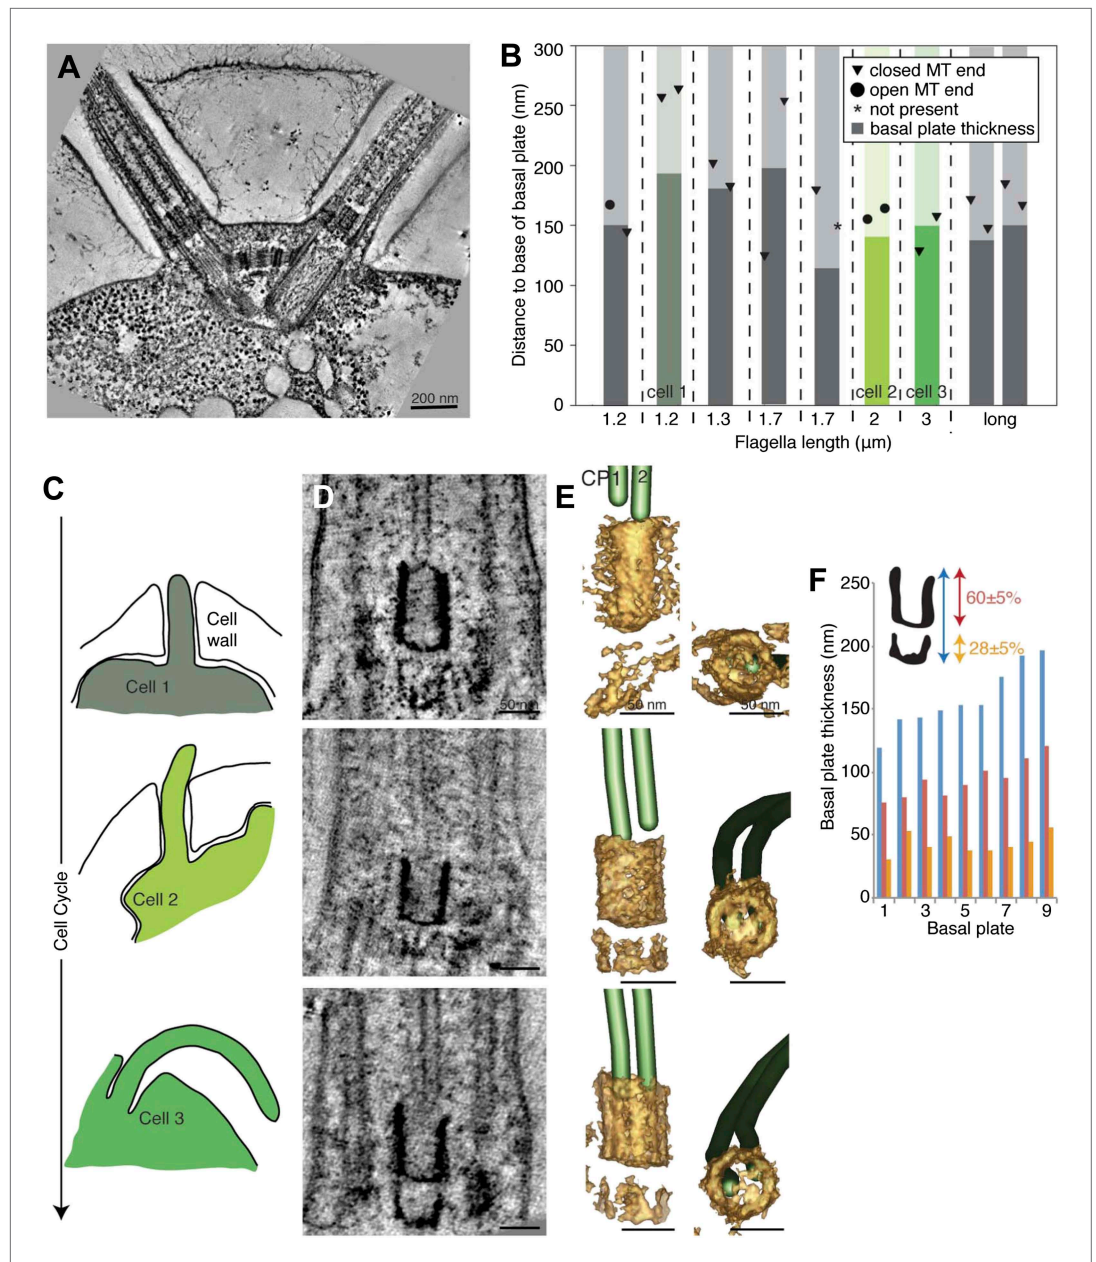 A
200 nm
B
Distance to base of basal plate (nm)
300
250
200
150
100
50
0
closed MT end
open MT end
* not present
basal plate thickness
*
cell 1
cell 2
cell 3
1.2
1.2
1.3
1.7
1.7
2
3
long
Flagella length (µm)
C
Cell Cycle
Cell
wall
Cell 1
Cell 2
Cell 3
D
50 nm
E
CP1
2
?
50 nm
50 nm
F
Basal plate thickness (nm)
250
200
150
100
50
0
60±5%
28±5%
1
3
5
7
9
Basal plate